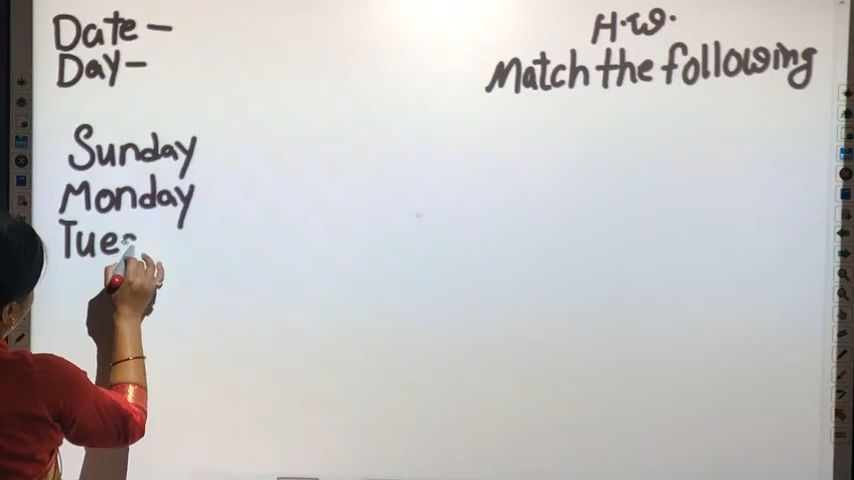 Date –
Day –
H.W.
Match the following
Sunday
Monday
Tues